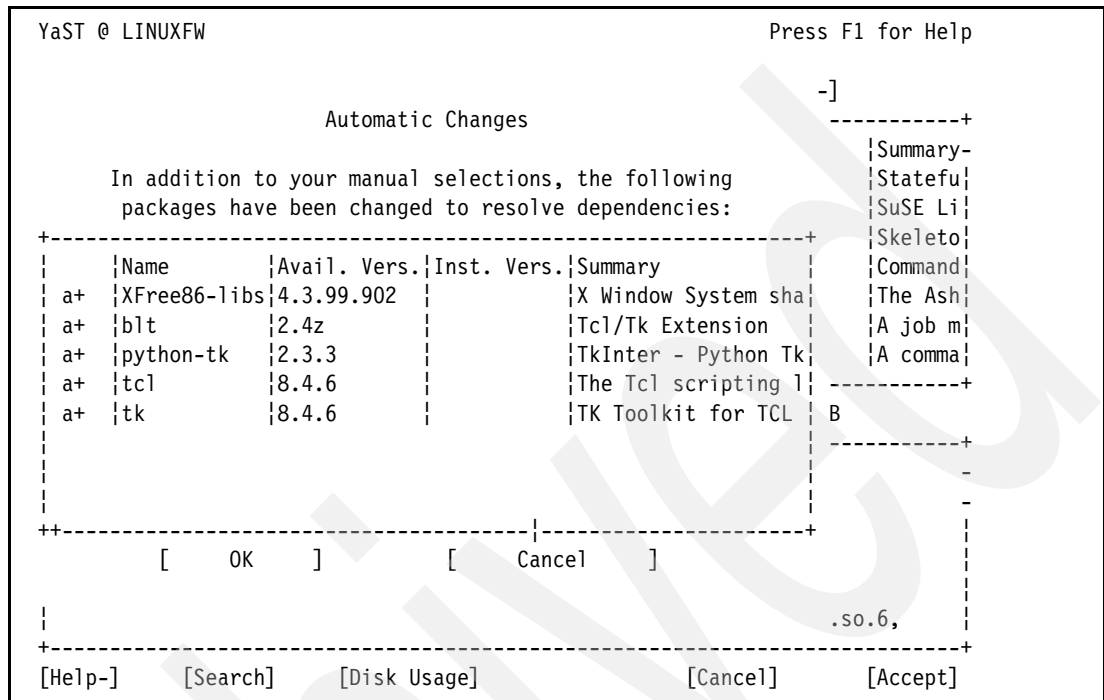 YaST @ LINUXFW                                               Press F1 for Help
                                                                 -]
                        Automatic Changes                         -----------+
                                                                     ¦Summary-
      In addition to your manual selections, the following           ¦Statefu¦
       packages have been changed to resolve dependencies:           ¦SuSE Li¦
+---------------------------------------------------------------+    ¦Skeleto¦
¦     ¦Name        ¦Avail. Vers.¦Inst. Vers.¦Summary            ¦    ¦Command¦
¦ a+  ¦XFree86-libs¦4.3.99.902  ¦           ¦X Window System sha¦    ¦The Ash¦
¦ a+  ¦blt         ¦2.4z        ¦           ¦Tcl/Tk Extension   ¦    ¦A job m¦
¦ a+  ¦python-tk   ¦2.3.3       ¦           ¦TkInter - Python Tk¦    ¦A comma¦
¦ a+  ¦tcl         ¦8.4.6       ¦           ¦The Tcl scripting l¦ -----------+
¦ a+  ¦tk          ¦8.4.6       ¦           ¦TK Toolkit for TCL ¦ B
¦                                                               ¦ -----------+
¦                                                               ¦            -
¦                                                               ¦            -
++---------------------------------------¦----------------------+            ¦
          [     OK     ]          [     Cancel     ]                         ¦
                                                                             ¦
¦                                                                 .so.6,     ¦
+----------------------------------------------------------------------------+
[Help-]     [Search]     [Disk Usage]                 [Cancel]       [Accept]